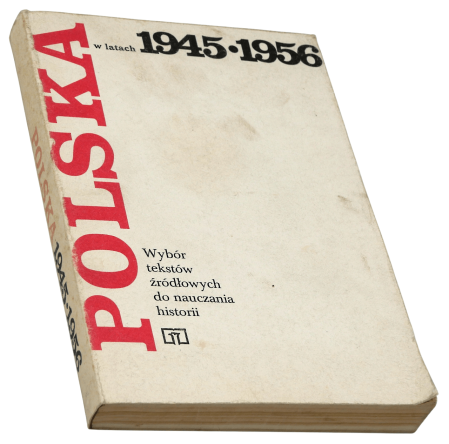 POLSKA
w latach 1945•1956
Wybór
tekstów
źródłowych
do nauczania
historii
POLSKA 1945•1956